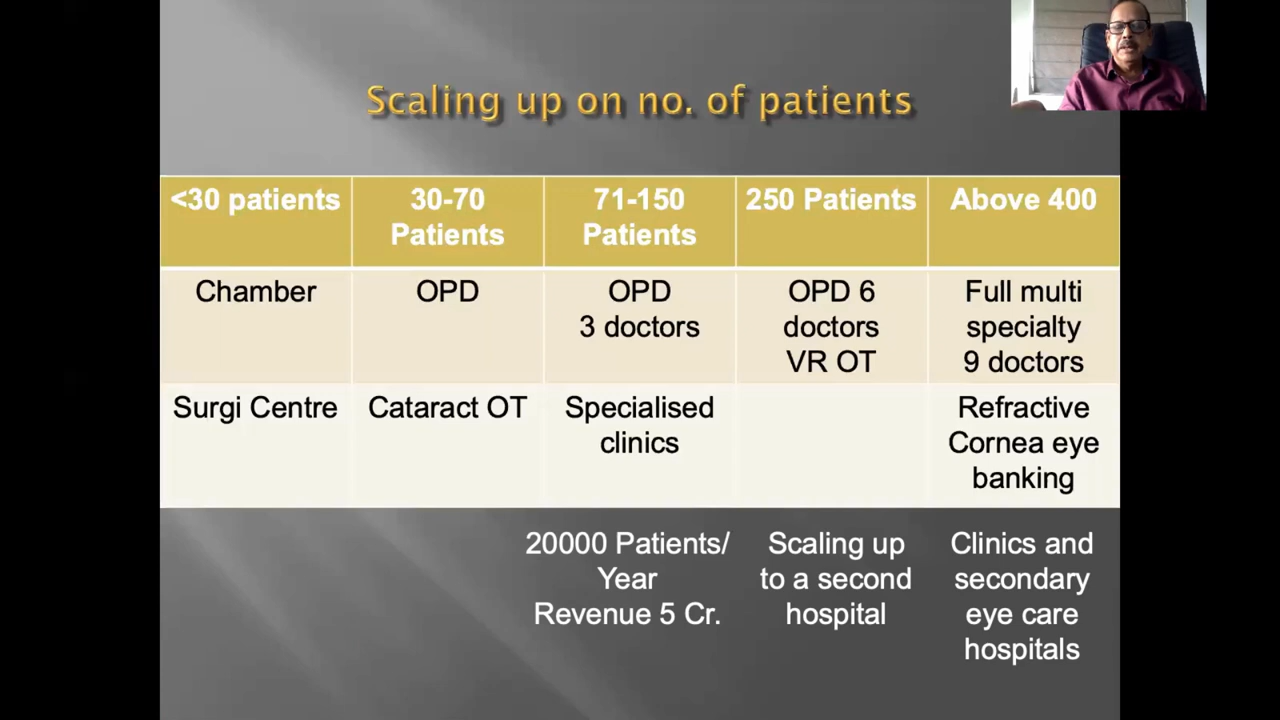 Scaling up on no. of patients
<30 patients
30-70
Patients
71-150
Patients
250 Patients
Above 400
Chamber
OPD
OPD
3 doctors
OPD 6
doctors
VR OT
Full multi
specialty
9 doctors
Surgi Centre
Cataract OT
Specialised
clinics
Refractive
Cornea eye
banking
20000 Patients/
Year
Revenue 5 Cr.
Scaling up
to a second
hospital
Clinics and
secondary
eye care
hospitals